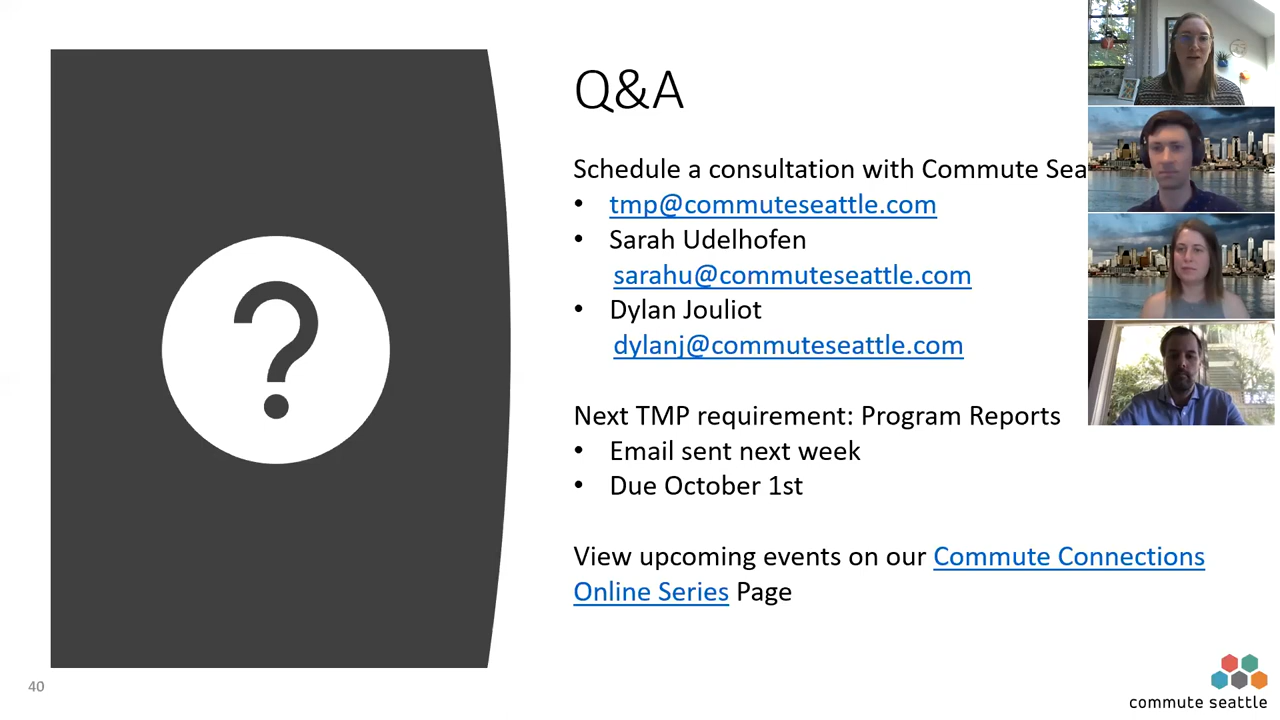 Q&A
Schedule a consultation with Commute Sea
• tmp@commuteseattle.com
• Sarah Udelhofen
sarahu@commuteseattle.com
• Dylan Jouliot
dylanj@commuteseattle.com
Next TMP requirement: Program Reports
• Email sent next week
• Due October 1st
View upcoming events on our Commute Connections
Online Series Page
?
40
commute seattle